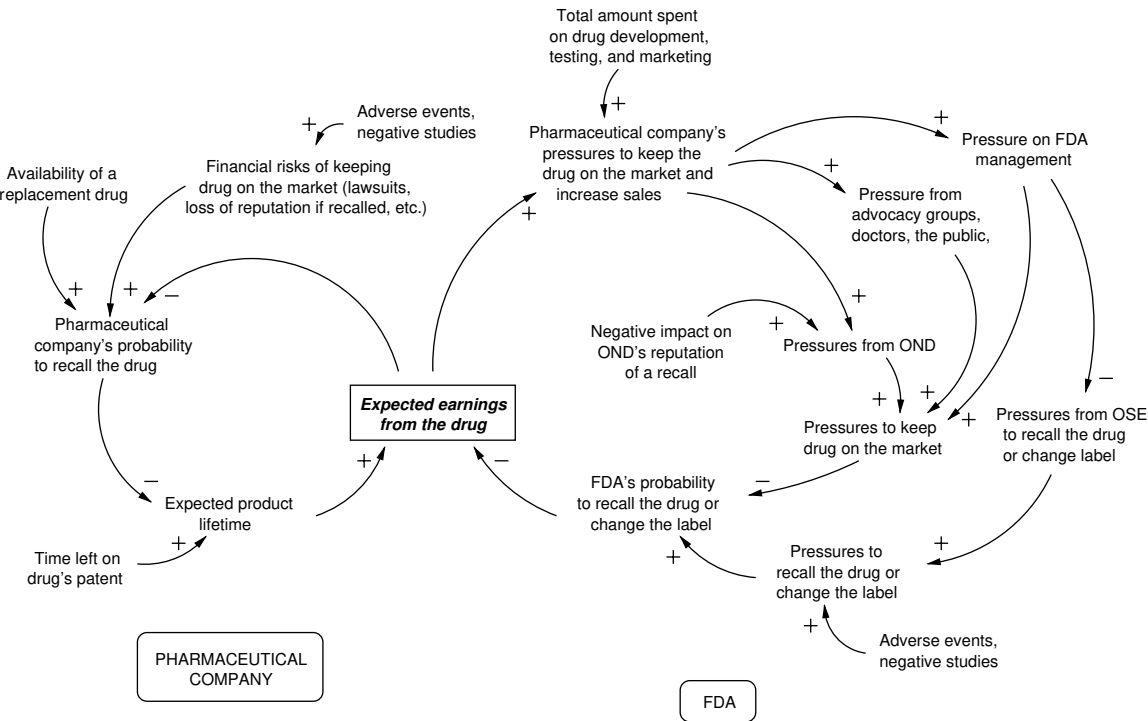 Total amount spent
on drug development,
testing, and marketing
+
Adverse events,
negative studies
+
Pharmaceutical company's
pressures to keep the
drug on the market and
increase sales
+
Pressure on FDA
management
+
Availability of a
replacement drug
Financial risks of keeping
drug on the market (lawsuits,
loss of reputation if recalled, etc.)
+
Pressure from
advocacy groups,
doctors, the public,
+
+
+
−
Pharmaceutical
company's probability
to recall the drug
+
Negative impact on
OND's reputation
of a recall
+
Pressures from OND
Expected earnings
from the drug
+
+
+
−
Pressures to keep
drug on the market
Pressures from OSE
to recall the drug
or change label
+
−
−
FDA's probability
to recall the drug or
change the label
−
Expected product
lifetime
+
Time left on
drug's patent
+
+
Pressures to
recall the drug or
change the label
+
Adverse events,
negative studies
PHARMACEUTICAL
COMPANY
FDA